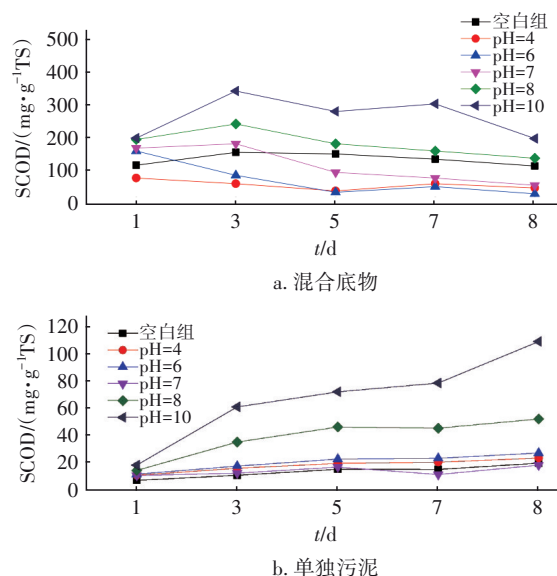 500
400
300
200
100
0
SCOD/(mg•g⁻¹TS)
空白组
pH=4
pH=6
pH=7
pH=8
pH=10
1 3 5 7 8
t/d
a. 混合底物
120
100
80
60
40
20
0
SCOD/(mg•g⁻¹TS)
空白组
pH=4
pH=6
pH=7
pH=8
pH=10
1 3 5 7 8
t/d
b. 单独污泥